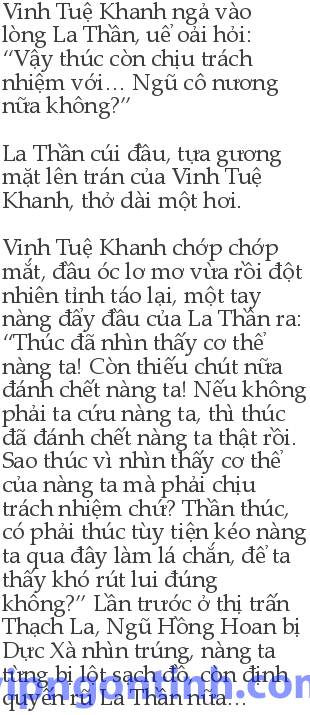 Vinh Tuệ Khanh ngả vào
lòng La Thần, uể oải hỏi:
“Vậy thúc còn chịu trách
nhiệm với... Ngũ cô nương
nữa không?”
La Thần cúi đầu, tựa gương
mặt lên trán của Vinh Tuệ
Khanh, thở dài một hơi.
Vinh Tuệ Khanh chớp chớp
mắt, đầu óc lơ mơ vừa rồi đột
nhiên tỉnh táo lại, một tay
nàng đẩy đầu của La Thần ra:
“Thúc đã nhìn thấy cơ thể
nàng ta! Còn thiếu chút nữa
đánh chết nàng ta! Nếu không
phải ta cứu nàng ta, thì thúc
đã đánh chết nàng ta thật rồi.
Sao thúc vì nhìn thấy cơ thể
của nàng ta mà phải chịu
trách nhiệm chứ? Thần thúc,
có phải thúc tùy tiện kéo nàng
ta qua đây làm lá chắn, để ta
thấy khó rút lui đúng
không?” Lần trước ở thị trấn
Thạch La, Ngũ Hồng Hoan bị
Dực Xà nhìn trúng, nàng ta
từng bị lột sạch đồ, còn định
quyến rũ La Thần nữa...
vipngontinh.com